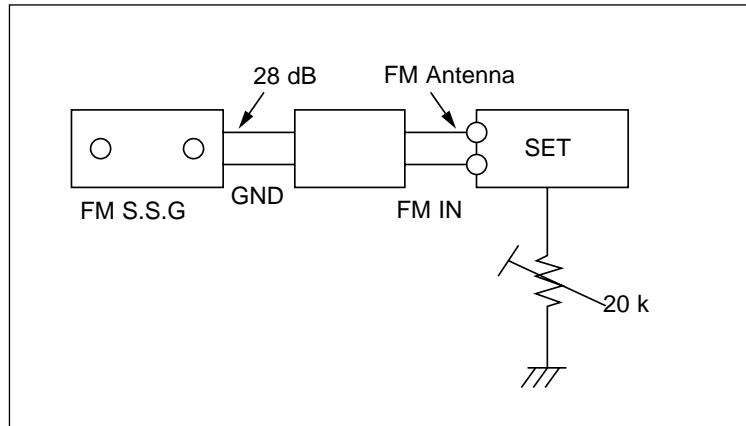 28 dB
FM Antenna
SET
FM S.S.G
GND
FM IN
20 k